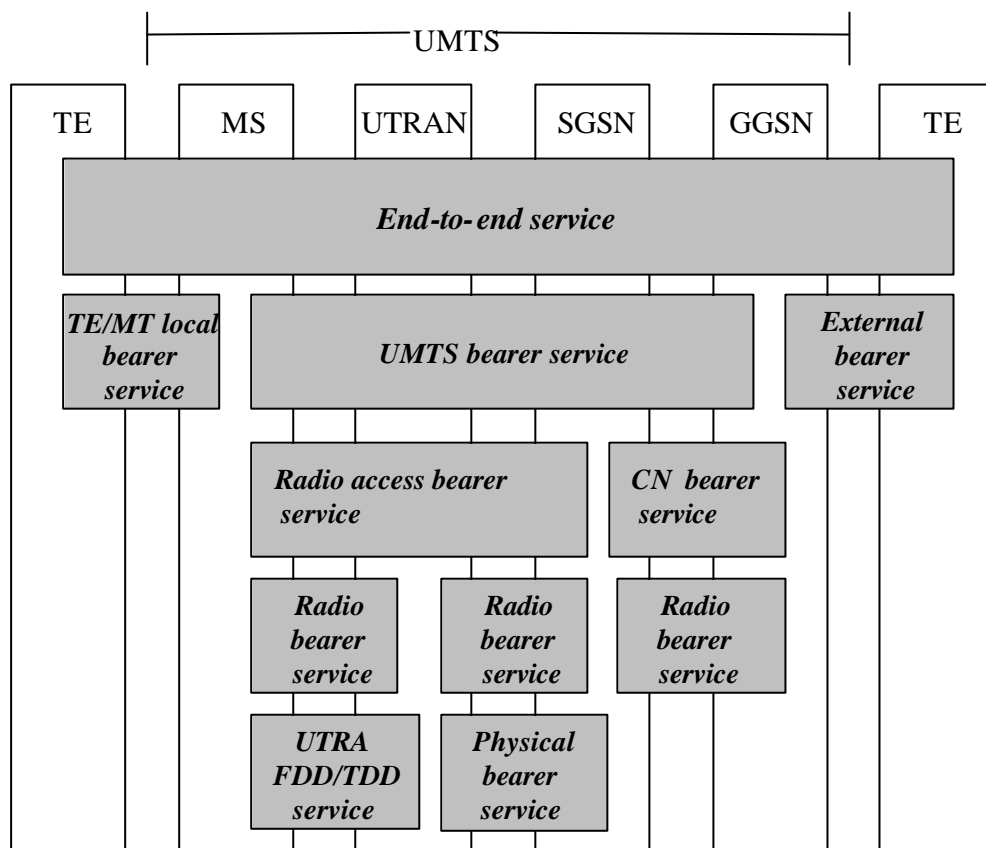 UMTS
TE MS UTRAN SGSN GGSN TE
End-to-end service
TE/MT local
bearer
service
UMTS bearer service
External
bearer
service
Radio access bearer
service
CN bearer
service
Radio
bearer
service
Radio
bearer
service
Radio
bearer
service
UTRA
FDD/TDD
service
Physical
bearer
service